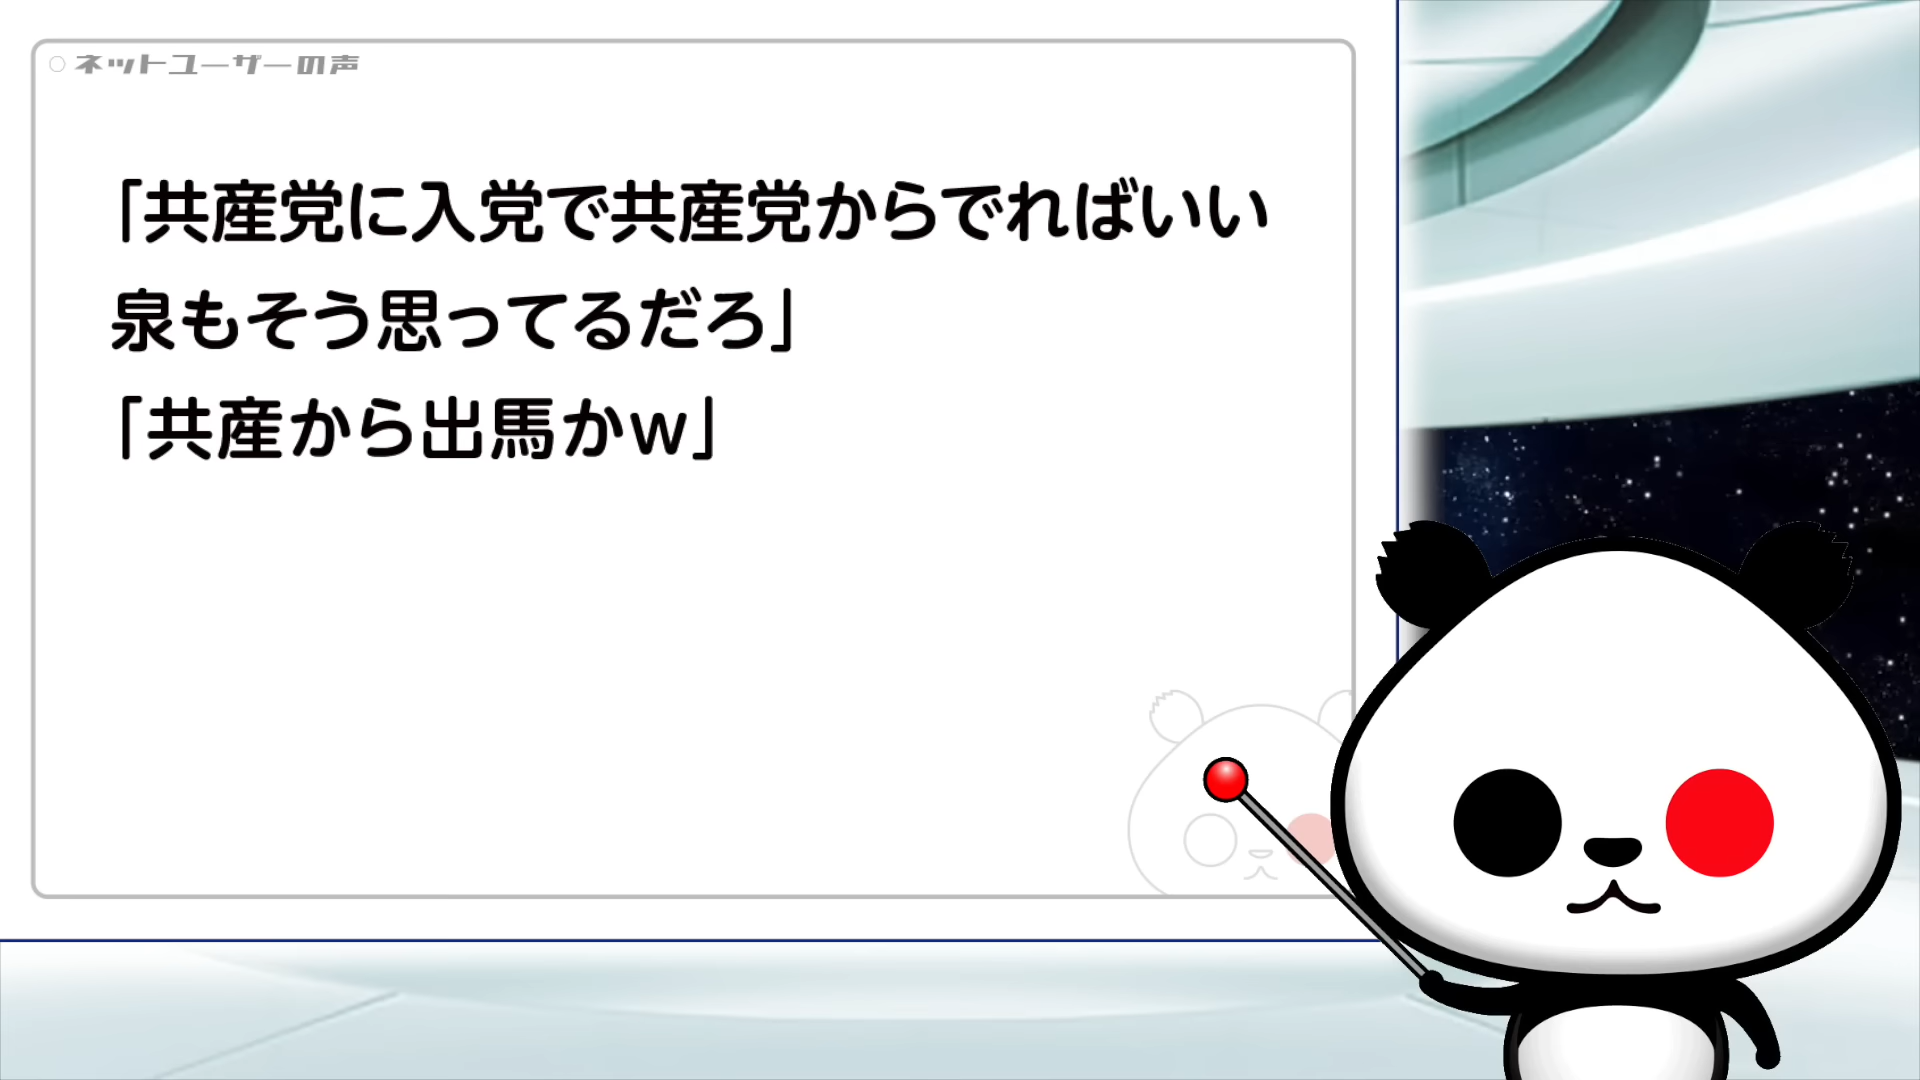 ネットユーザーの声
「共産党に入党で共産党からでればいい
泉もそう思ってるだろ」
「共産から出馬かw」